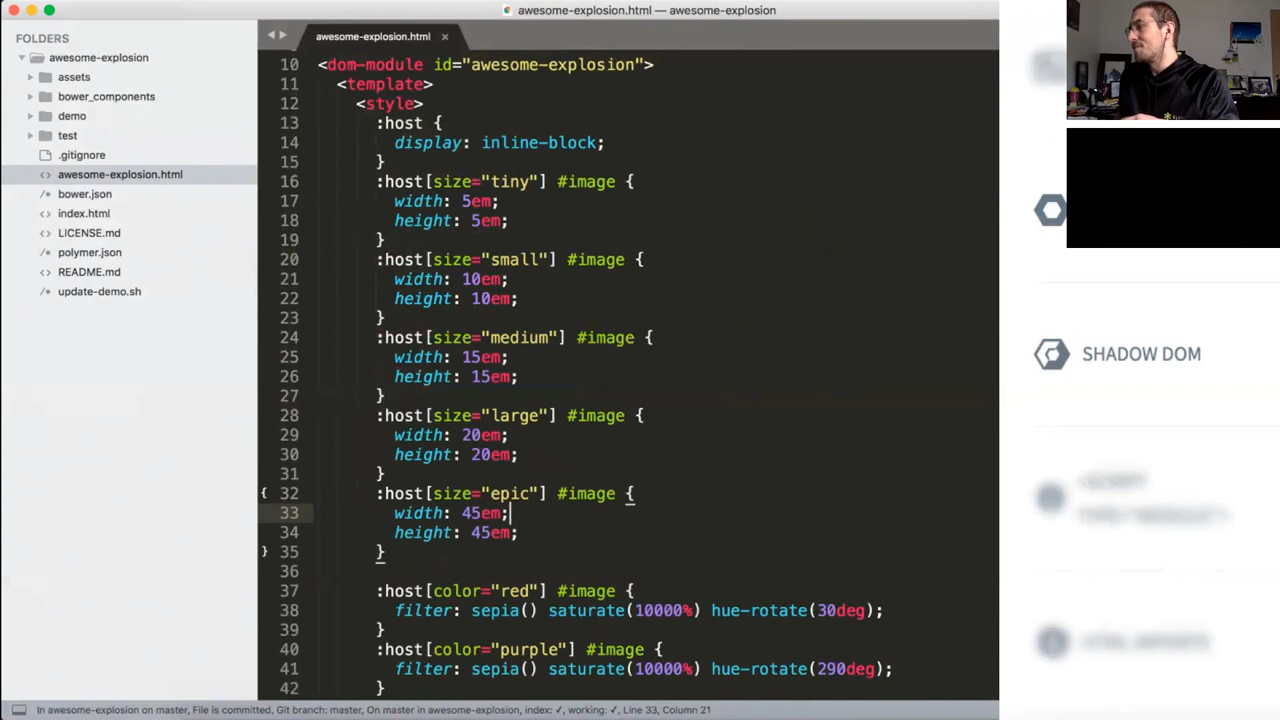 awesome-explosion.html — awesome-explosion
FOLDERS
awesome-explosion
assets
bower_components
demo
test
.gitignore
awesome-explosion.html
bower.json
index.html
LICENSE.md
polymer.json
README.md
update-demo.sh
awesome-explosion.html ×
10 <dom-module id="awesome-explosion">
11 <template>
12 <style>
13 :host {
14 display: inline-block;
15 }
16 :host[size="tiny"] #image {
17 width: 5em;
18 height: 5em;
19 }
20 :host[size="small"] #image {
21 width: 10em;
22 height: 10em;
23 }
24 :host[size="medium"] #image {
25 width: 15em;
26 height: 15em;
27 }
28 :host[size="large"] #image {
29 width: 20em;
30 height: 20em;
31 }
{ 32 :host[size="epic"] #image {
33 width: 45em;
34 height: 45em;
} 35 }
36
37 :host[color="red"] #image {
38 filter: sepia() saturate(10000%) hue-rotate(30deg);
39 }
40 :host[color="purple"] #image {
41 filter: sepia() saturate(10000%) hue-rotate(290deg);
42 }
In awesome-explosion on master, File is committed, Git branch: master, On master in awesome-explosion, index: ✓, working: ✓, Line 33, Column 21
SHADOW DOM